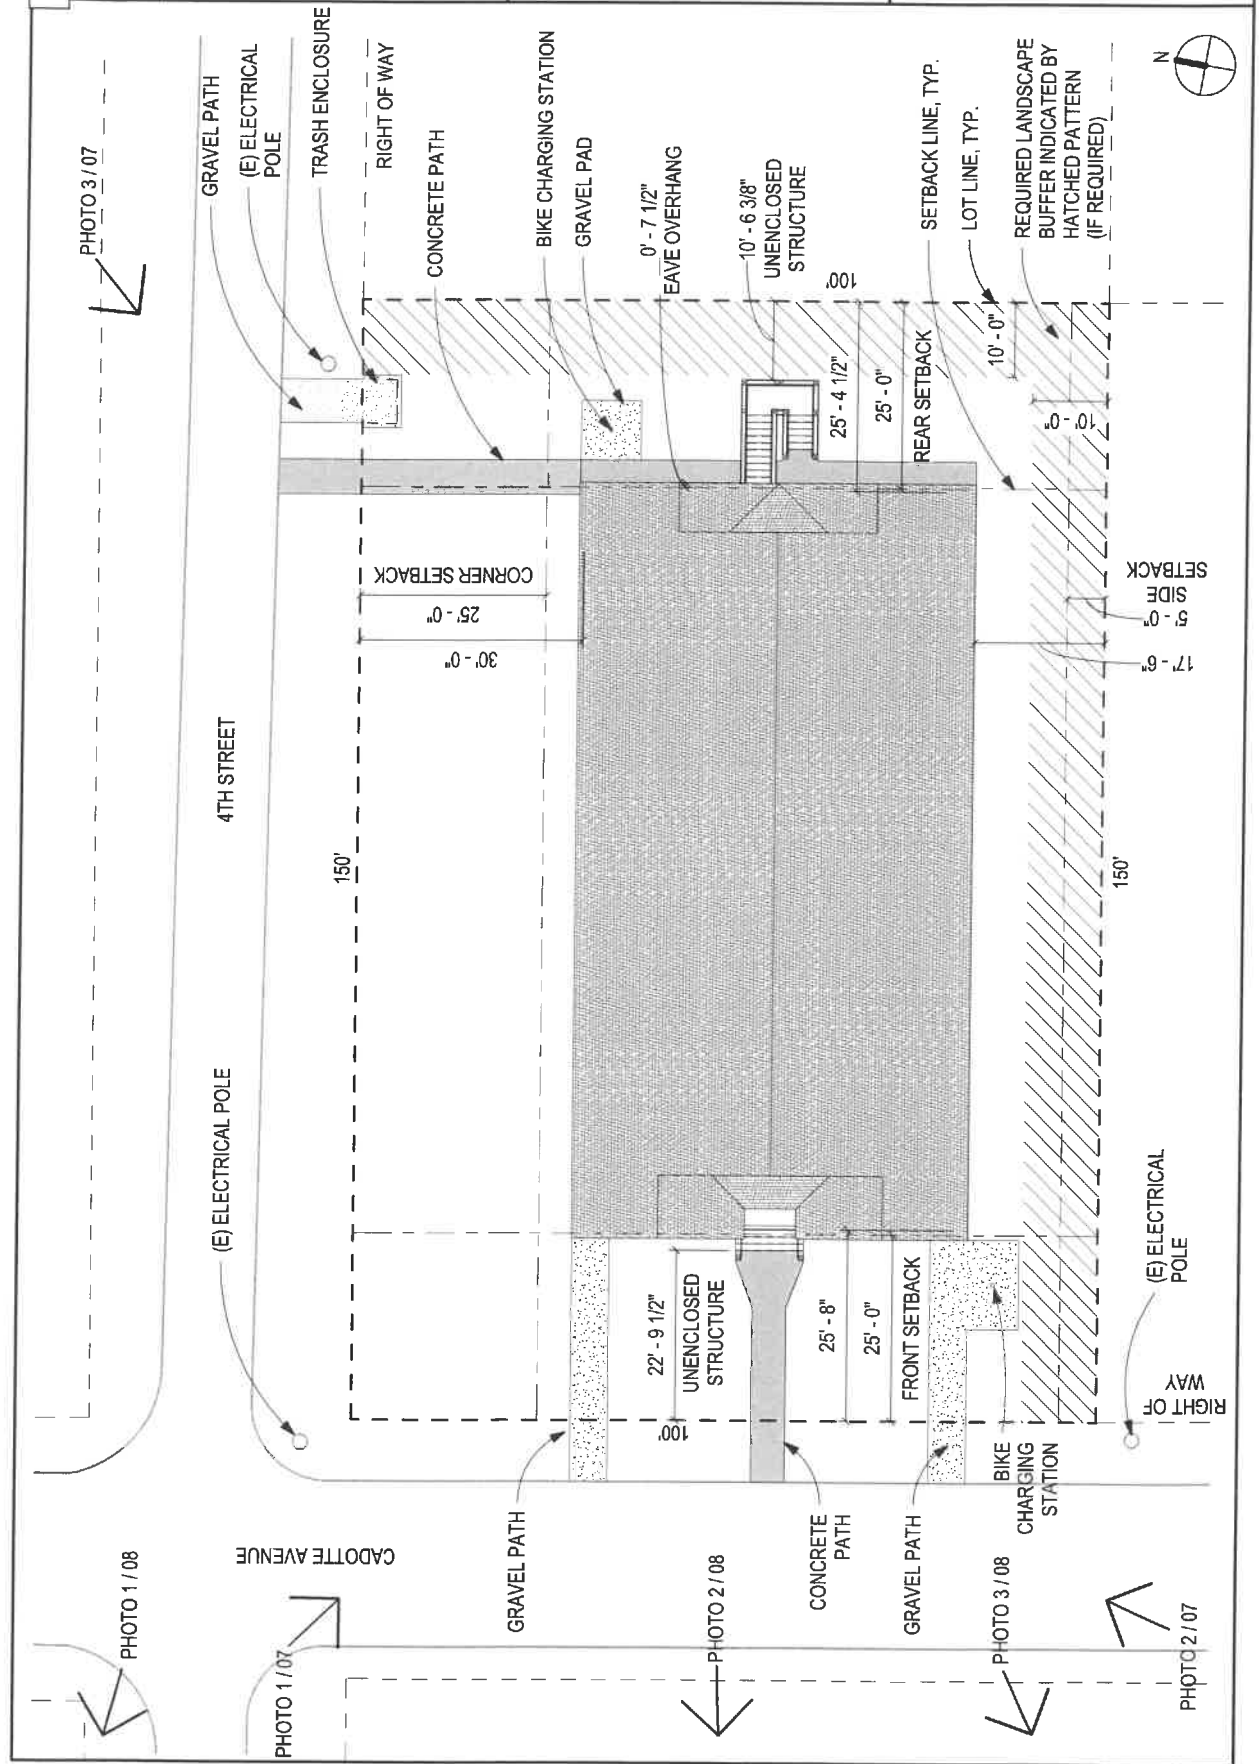 PHOTO 3 / 07
GRAVEL PATH
(E) ELECTRICAL
POLE
TRASH ENCLOSURE
RIGHT OF WAY
CONCRETE PATH
BIKE CHARGING STATION
GRAVEL PAD
0' - 7 1/2"
EAVE OVERHANG
10' - 6 3/8"
UNENCLOSED
STRUCTURE
SETBACK LINE, TYP.
LOT LINE, TYP.
REQUIRED LANDSCAPE
BUFFER INDICATED BY
HATCHED PATTERN
(IF REQUIRED)
N
100'
25' - 4 1/2"
25' - 0"
REAR SETBACK
10' - 0"
10' - 0"
CORNER SETBACK
25' - 0"
30' - 0"
SIDE
SETBACK
5' - 0"
17' - 6"
4TH STREET
150'
150'
(E) ELECTRICAL POLE
22' - 9 1/2"
UNENCLOSED
STRUCTURE
25' - 8"
25' - 0"
FRONT SETBACK
100'
(E) ELECTRICAL
POLE
RIGHT OF
WAY
GRAVEL PATH
CONCRETE
PATH
GRAVEL PATH
BIKE
CHARGING
STATION
CADOTTE AVENUE
PHOTO 1 / 08
PHOTO 1 / 07
PHOTO 2 / 08
PHOTO 3 / 08
PHOTO 2 / 07